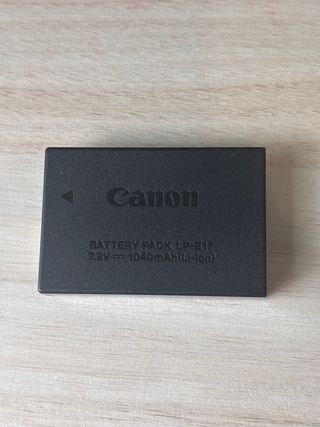 Canon
BATTERY PACK LP-E17
7.2V⎓1040mAh(Li-ion)